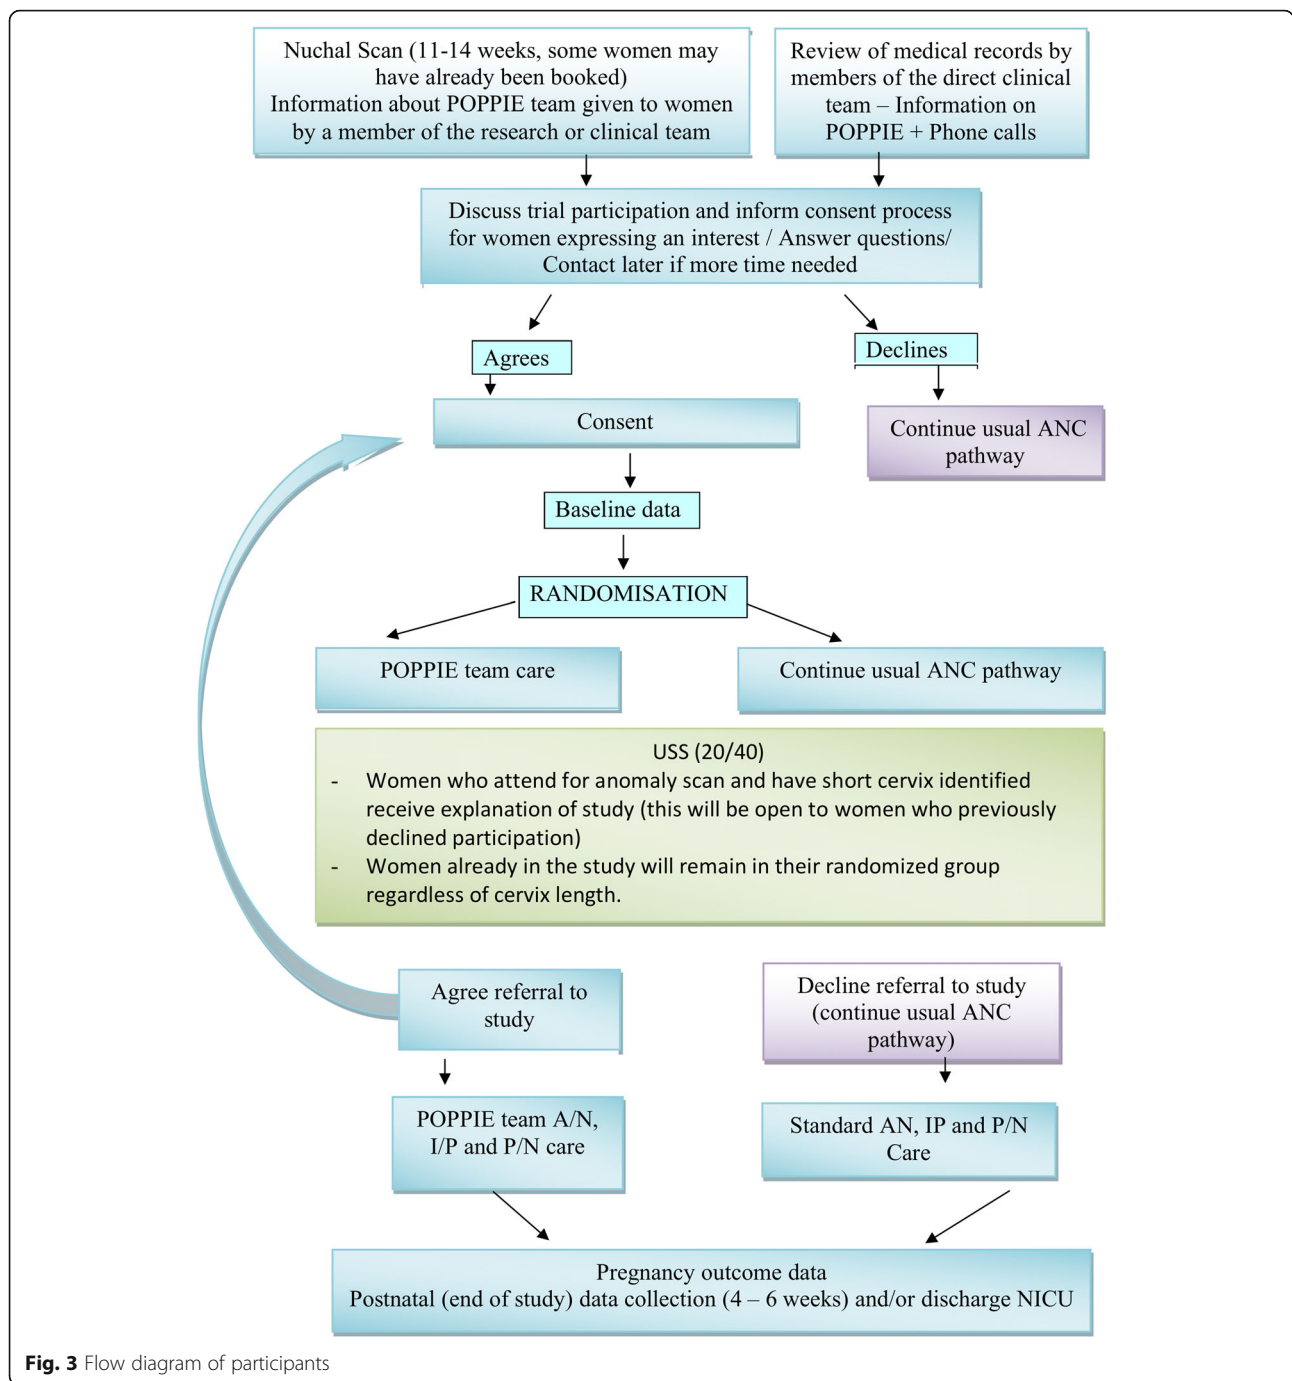 Nuchal Scan (11-14 weeks, some women may
have already been booked)
Information about POPPIE team given to women
by a member of the research or clinical team
Review of medical records by
members of the direct clinical
team – Information on
POPPIE + Phone calls
Discuss trial participation and inform consent process
for women expressing an interest / Answer questions/
Contact later if more time needed
Agrees
Declines
Consent
Continue usual ANC
pathway
Baseline data
RANDOMISATION
POPPIE team care
Continue usual ANC pathway
USS (20/40)
- Women who attend for anomaly scan and have short cervix identified
receive explanation of study (this will be open to women who previously
declined participation)
- Women already in the study will remain in their randomized group
regardless of cervix length.
Agree referral to
study
Decline referral to study
(continue usual ANC
pathway)
POPPIE team A/N,
I/P and P/N care
Standard AN, IP and P/N
Care
Pregnancy outcome data
Postnatal (end of study) data collection (4 – 6 weeks) and/or discharge NICU
Fig. 3 Flow diagram of participants